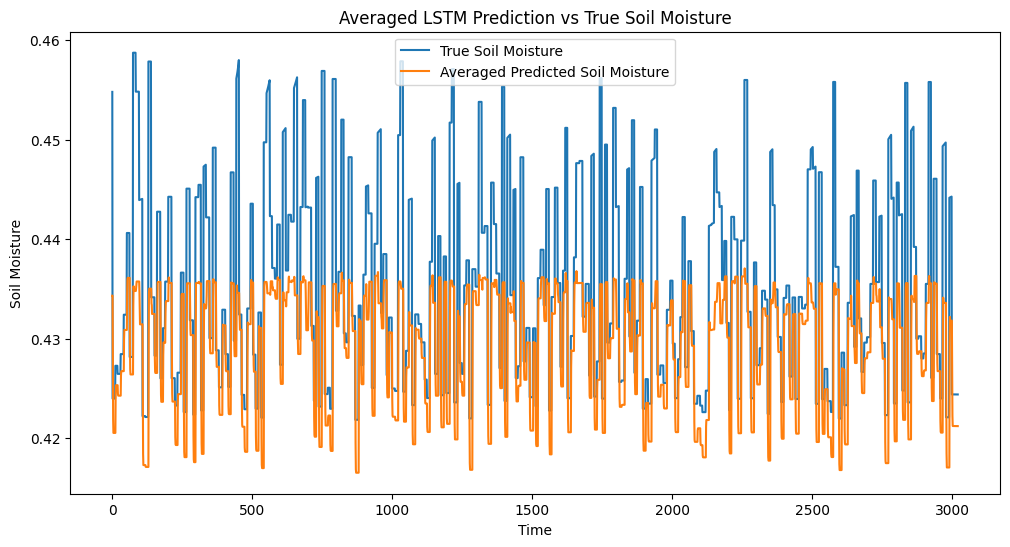 Averaged LSTM Prediction vs True Soil Moisture
True Soil Moisture
Averaged Predicted Soil Moisture
0.46
0.45
0.44
0.43
0.42
Soil Moisture
0 500 1000 1500 2000 2500 3000
Time